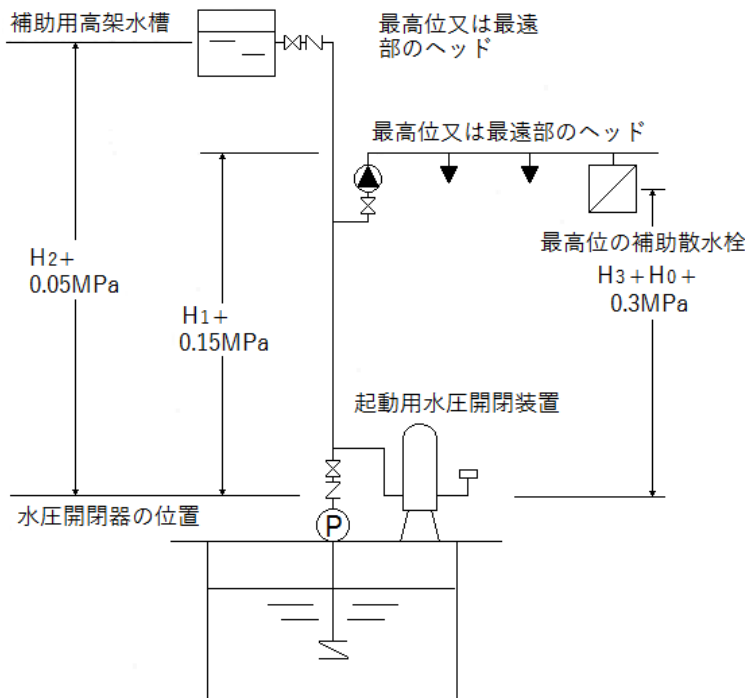 補助用高架水槽
最高位又は最遠
部のヘッド
最高位又は最遠部のヘッド
最高位の補助散水栓
H3+H0+
0.3MPa
H2+
0.05MPa
H1+
0.15MPa
起動用水圧開閉装置
水圧開閉器の位置
P